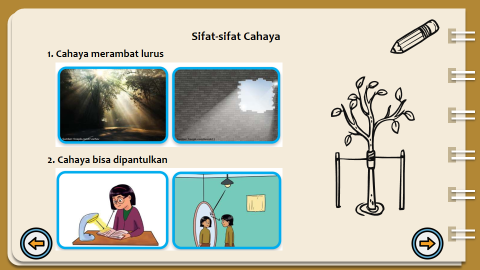 Sifat-sifat Cahaya
1. Cahaya merambat lurus
2. Cahaya bisa dipantulkan